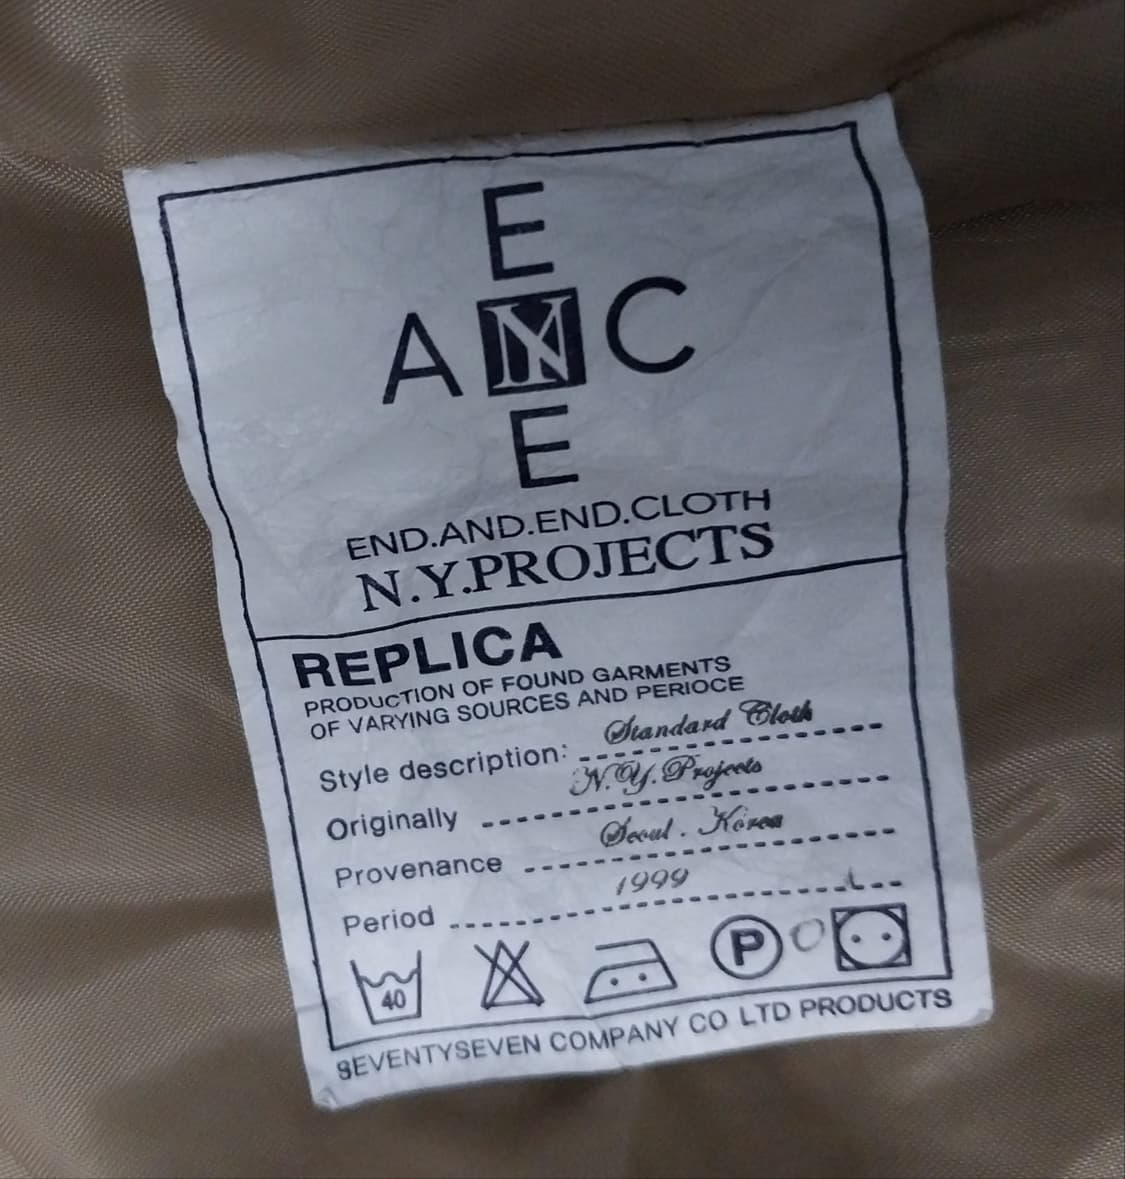 E
A NY C
E
END.AND.END.CLOTH
N.Y.PROJECTS
REPLICA
PRODUCTION OF FOUND GARMENTS
OF VARYING SOURCES AND PERIOCE
Style description: Standard Cloth
Originally N.Y.Projects
Provenance Seoul . Korea
Period 1999
40 P
SEVENTYSEVEN COMPANY CO LTD PRODUCTS